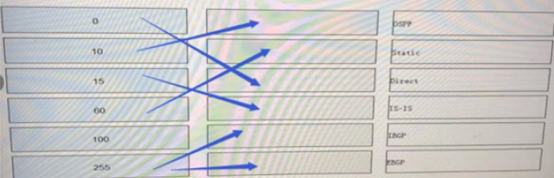 0 OSPF
10 Static
15 Direct
60 IS-IS
100 IBGP
255 EBGP